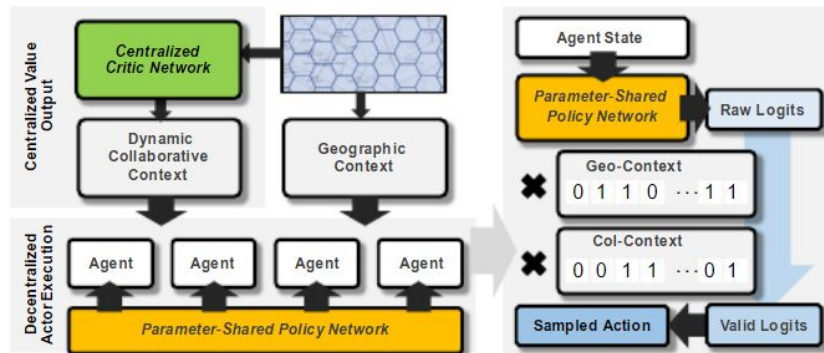 Centralized Value
Output
Centralized
Critic Network
Dynamic
Collaborative
Context
Geographic
Context
Decentralized
Actor Execution
Agent
Agent
Agent
Agent
Parameter-Shared Policy Network
Agent State
Parameter-Shared
Policy Network
Raw Logits
Geo-Context
0 1 1 0 ··· 1 1
Col-Context
0 0 1 1 ··· 0 1
Sampled Action
Valid Logits